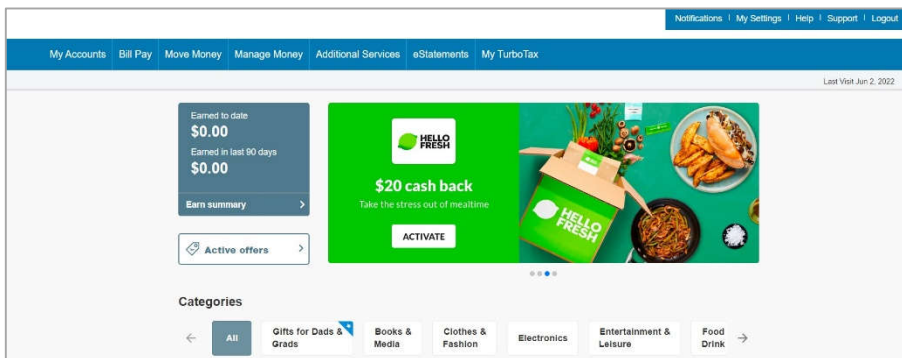 Notifications | My Settings | Help | Support | Logout
My Accounts Bill Pay Move Money Manage Money Additional Services eStatements My TurboTax
Last Visit Jun 2, 2022
Earned to date
$0.00
Earned in last 90 days
$0.00
Earn summary
Active offers
HELLO
FRESH
$20 cash back
Take the stress out of mealtime
ACTIVATE
HELLO
FRESH
Categories
All
Gifts for Dads &
Grads
Books &
Media
Clothes &
Fashion
Electronics
Entertainment &
Leisure
Food
Drink